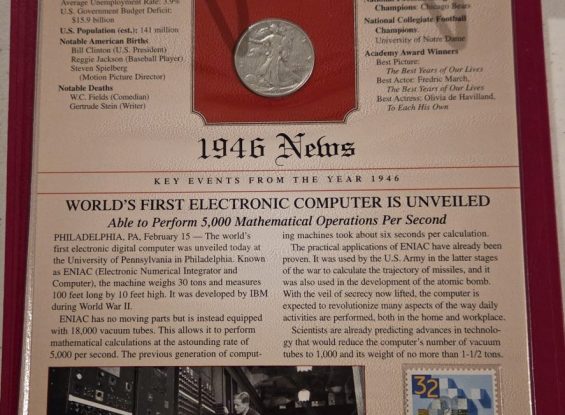 Average Unemployment Rate: 3.9%
U.S. Government Budget Deficit:
$15.9 billion
U.S. Population (est.): 141 million
Notable American Births
Bill Clinton (U.S. President)
Reggie Jackson (Baseball Player)
Steven Spielberg
(Motion Picture Director)
Notable Deaths
W.C. Fields (Comedian)
Gertrude Stein (Writer)
Champions: Chicago Bears
National Collegiate Football
Champions:
University of Notre Dame
Academy Award Winners
Best Picture:
The Best Years of Our Lives
Best Actor: Fredric March,
The Best Years of Our Lives
Best Actress: Olivia de Havilland,
To Each His Own
1946 News
KEY EVENTS FROM THE YEAR 1946
WORLD'S FIRST ELECTRONIC COMPUTER IS UNVEILED
Able to Perform 5,000 Mathematical Operations Per Second
PHILADELPHIA, PA, February 15 — The world's
first electronic digital computer was unveiled today at
the University of Pennsylvania in Philadelphia. Known
as ENIAC (Electronic Numerical Integrator and
Computer), the machine weighs 30 tons and measures
100 feet long by 10 feet high. It was developed by IBM
during World War II.
ENIAC has no moving parts but is instead equipped
with 18,000 vacuum tubes. This allows it to perform
mathematical calculations at the astounding rate of
5,000 per second. The previous generation of comput-
ing machines took about six seconds per calculation.
The practical applications of ENIAC have already been
proven. It was used by the U.S. Army in the latter stages
of the war to calculate the trajectory of missiles, and it
was also used in the development of the atomic bomb.
With the veil of secrecy now lifted, the computer is
expected to revolutionize many aspects of the way daily
activities are performed, both in the home and workplace.
Scientists are already predicting advances in technolo-
gy that would reduce the computer's number of vacuum
tubes to 1,000 and its weight of no more than 1-1/2 tons.
32